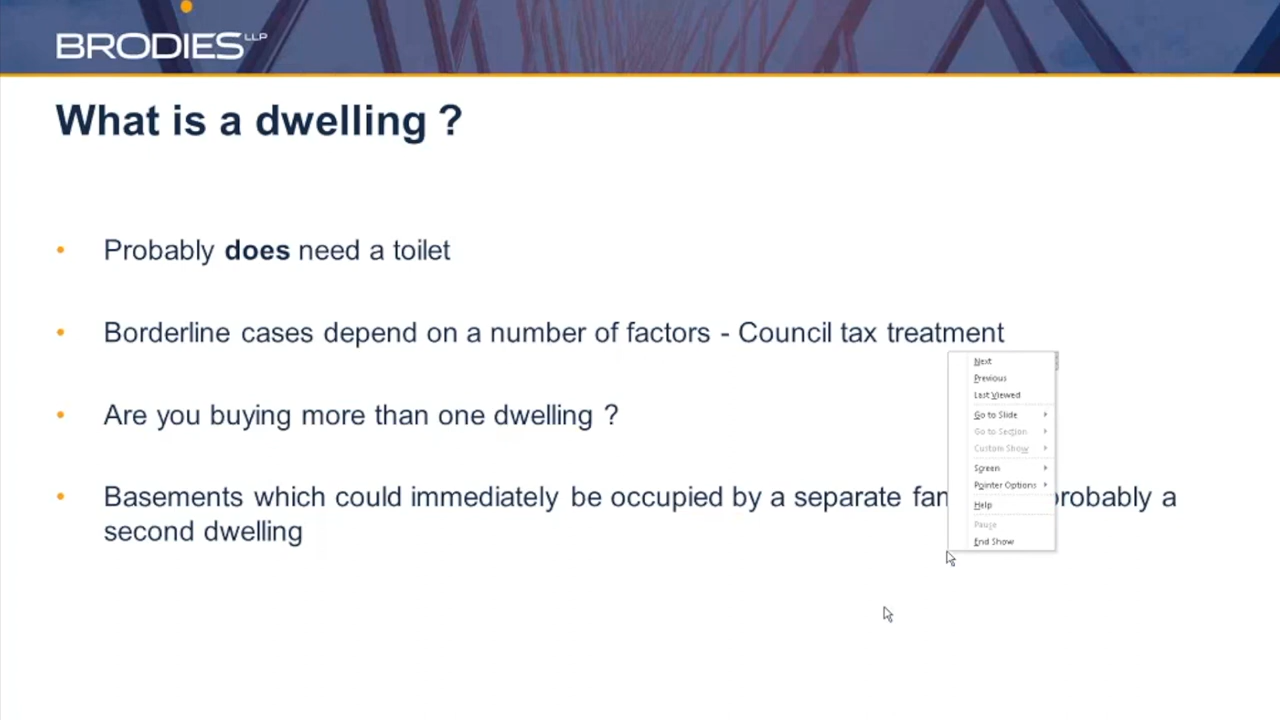 BRODIES LLP
What is a dwelling ?
• Probably does need a toilet
• Borderline cases depend on a number of factors - Council tax treatment
• Are you buying more than one dwelling ?
• Basements which could immediately be occupied by a separate probably a
second dwelling
Next
Previous
Last Viewed
Go to Slide
Go to Section
Custom Show
Screen
Pointer Options
Help
Pause
End Show